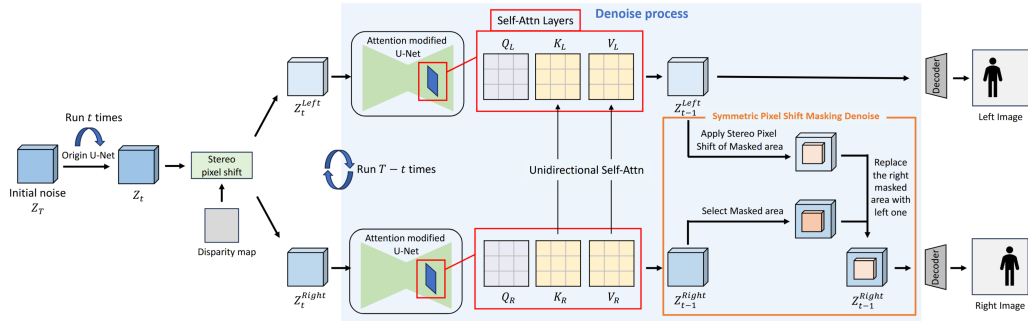 Denoise process
Self-Attn Layers
Attention modified
U-Net
Q_L
K_L
V_L
Z_t^{Left}
Z_{t-1}^{Left}
Decoder
Left Image
Run t times
Origin U-Net
Initial noise
Z_T
Z_t
Stereo
pixel shift
Disparity map
Run T − t times
Unidirectional Self-Attn
Symmetric Pixel Shift Masking Denoise
Apply Stereo Pixel
Shift of Masked area
Replace
the right
masked
area with
left one
Select Masked area
Attention modified
U-Net
Q_R
K_R
V_R
Z_t^{Right}
Z_{t-1}^{Right}
Z_{t-1}^{Right}
Decoder
Right Image